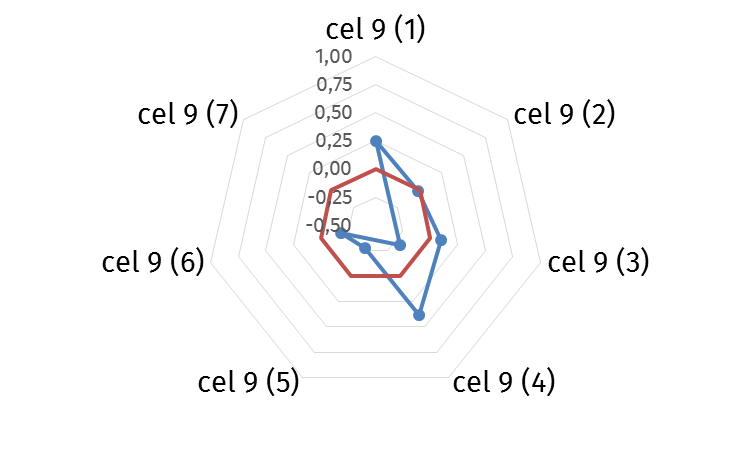 cel 9 (1)
1,00
0,75
0,50
0,25
0,00
-0,25
-0,50
cel 9 (2)
cel 9 (3)
cel 9 (4)
cel 9 (5)
cel 9 (6)
cel 9 (7)